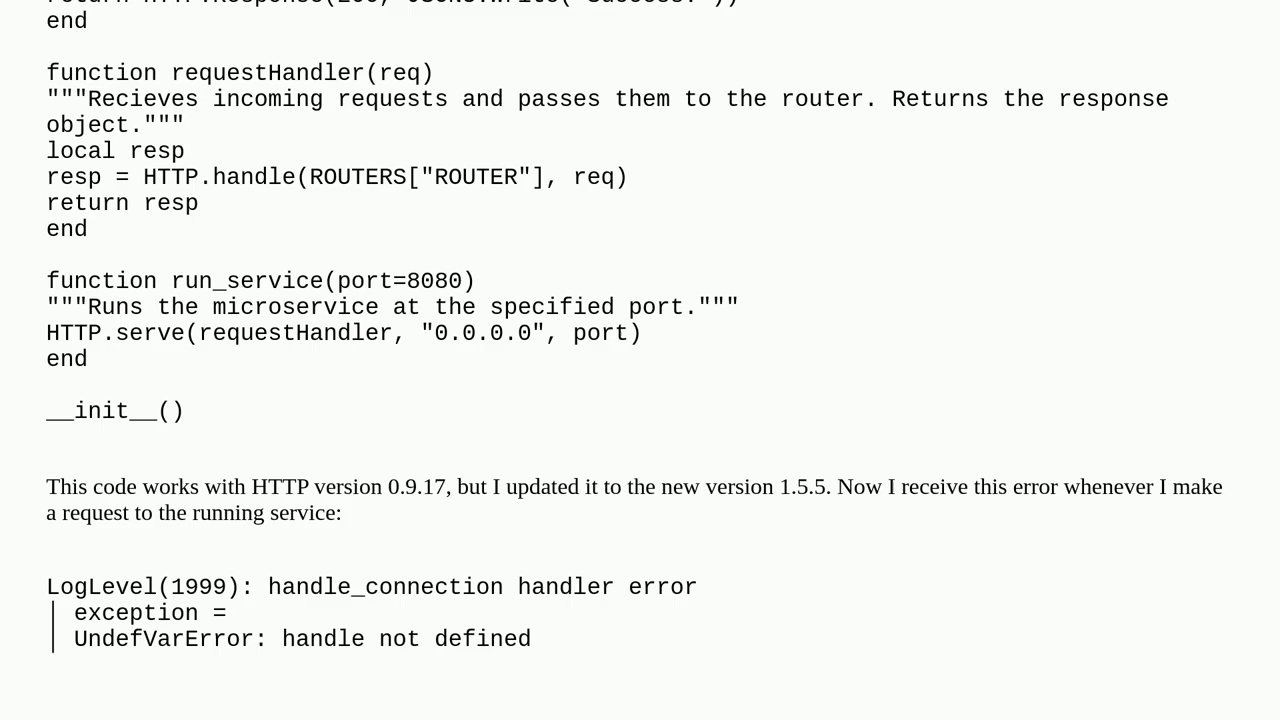 end
function requestHandler(req)
"""Recieves incoming requests and passes them to the router. Returns the response
object."""
local resp
resp = HTTP.handle(ROUTERS["ROUTER"], req)
return resp
end
function run_service(port=8080)
"""Runs the microservice at the specified port."""
HTTP.serve(requestHandler, "0.0.0.0", port)
end
__init__()
This code works with HTTP version 0.9.17, but I updated it to the new version 1.5.5. Now I receive this error whenever I make
a request to the running service:
LogLevel(1999): handle_connection handler error
│ exception =
│ UndefVarError: handle not defined